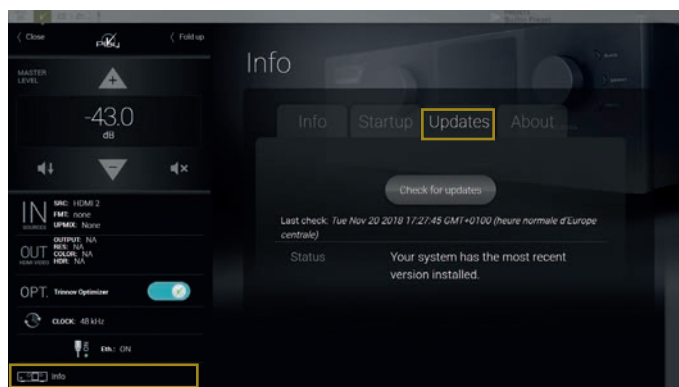 Close
Fold up
MASTER
LEVEL
-43.0
dB
IN
SOURCES
SRC: HDMI 2
FMT: none
UPMIX: None
OUT
HDMI VIDEO
OUTPUT: NA
RES: NA
COLOR: NA
HDR: NA
OPT.
Trinnov Optimizer
CLOCK: 48 kHz
Eth.: ON
Info
Info
Info
Startup
Updates
About
Check for updates
Last check: Tue Nov 20 2018 17:27:45 GMT+0100 (heure normale d'Europe
centrale)
Status
Your system has the most recent
version installed.